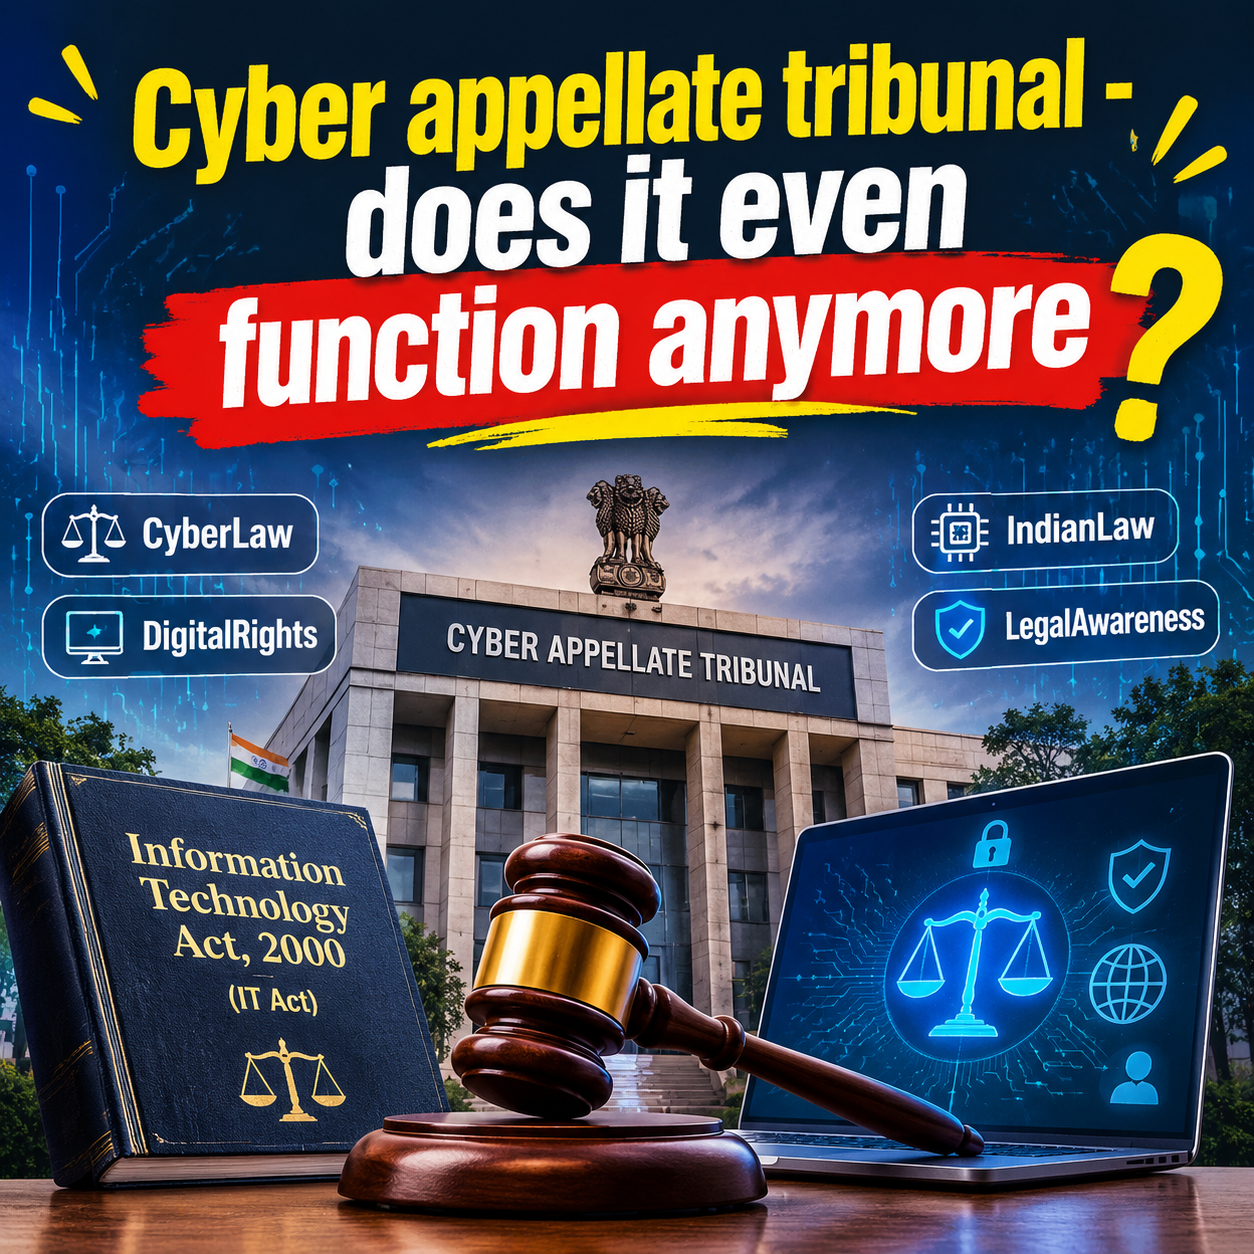 Cyber appellate tribunal -
does it even
function anymore?
CyberLaw
DigitalRights
IndianLaw
LegalAwareness
CYBER APPELLATE TRIBUNAL
Information
Technology
Act, 2000
(IT Act)